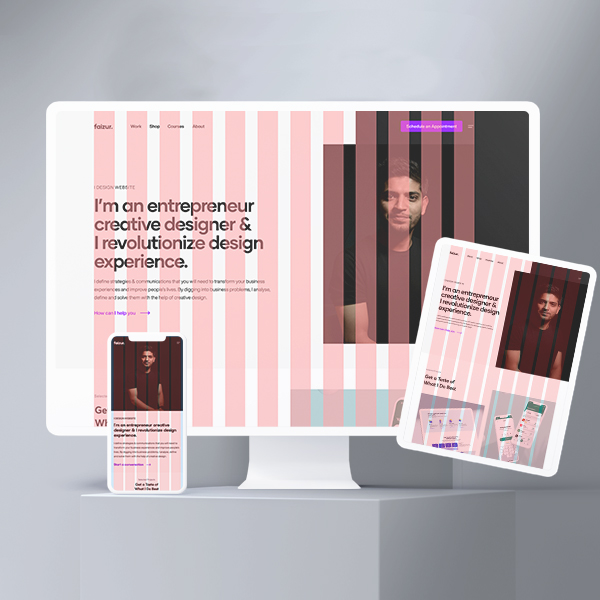 faizur.
Work Shop Courses About
Schedule an Appointment
I DESIGN WEBSITE
I'm an entrepreneur
creative designer &
I revolutionize design
experience.
I define strategies & communications that you will need to transform your business
experiences and improve people's lives. By digging into business problems, I analysis,
define and solve them with the help of creative design.
How can I help you
Ge
Wh
faizur.
I'm an entrepreneur creative
designer & I revolutionize design
experience.
Start a conversation
Get a Taste of
What I Do Best
faizur.
I'm an entrepreneur
creative designer &
I revolutionize design
experience.
Get a Taste of
What I Do Best